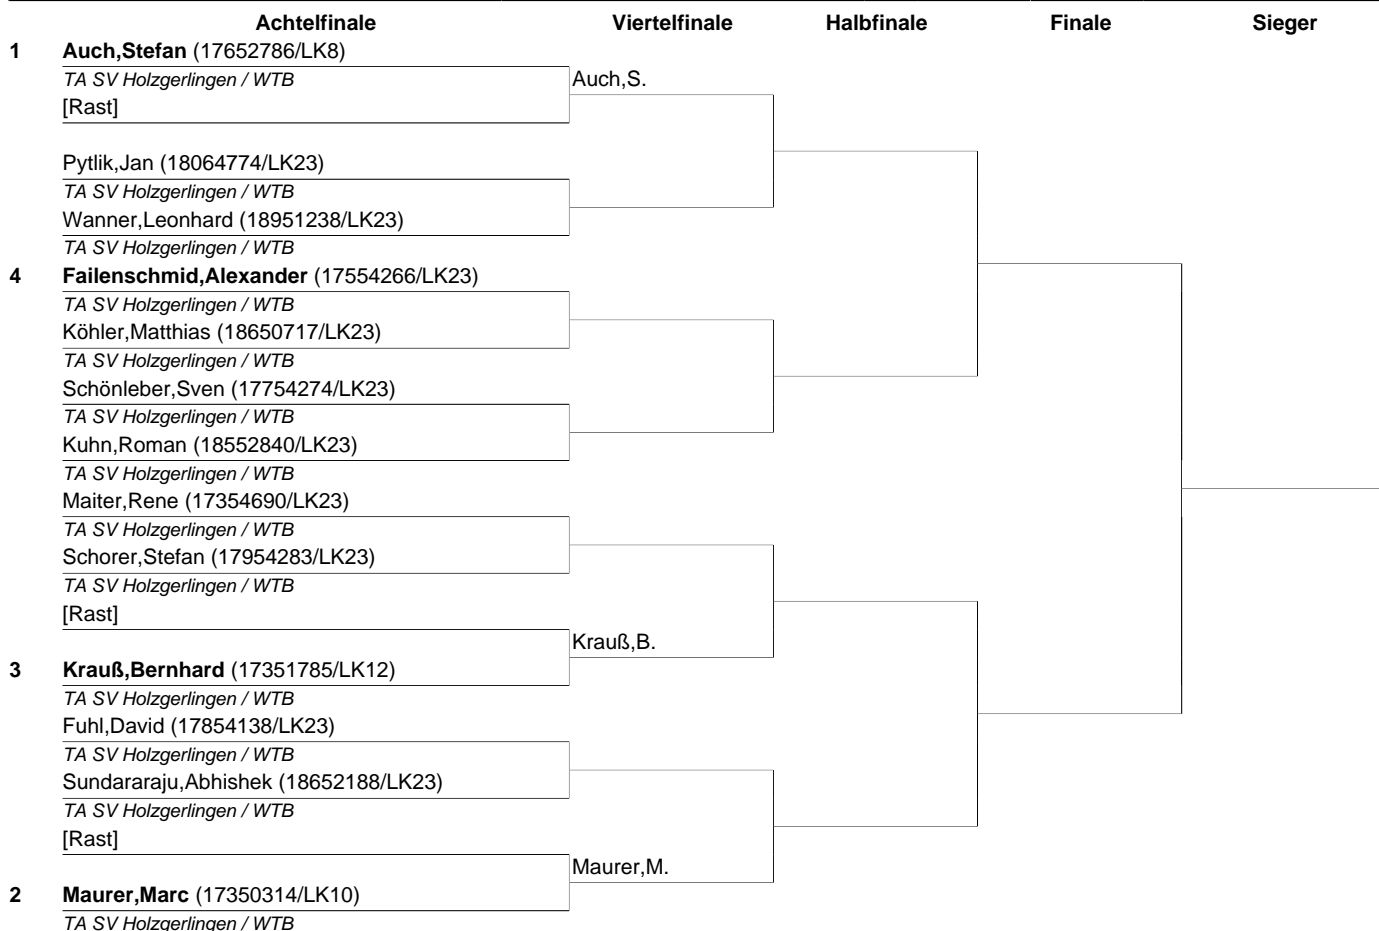 Achtelfinale Viertelfinale Halbfinale Finale Sieger
1 Auch,Stefan (17652786/LK8)
TA SV Holzgerlingen / WTB Auch,S.
[Rast]
Pytlik,Jan (18064774/LK23)
TA SV Holzgerlingen / WTB
Wanner,Leonhard (18951238/LK23)
TA SV Holzgerlingen / WTB
4 Failenschmid,Alexander (17554266/LK23)
TA SV Holzgerlingen / WTB
Köhler,Matthias (18650717/LK23)
TA SV Holzgerlingen / WTB
Schönleber,Sven (17754274/LK23)
TA SV Holzgerlingen / WTB
Kuhn,Roman (18552840/LK23)
TA SV Holzgerlingen / WTB
Maiter,Rene (17354690/LK23)
TA SV Holzgerlingen / WTB
Schorer,Stefan (17954283/LK23)
TA SV Holzgerlingen / WTB
[Rast]
Krauß,B.
3 Krauß,Bernhard (17351785/LK12)
TA SV Holzgerlingen / WTB
Fuhl,David (17854138/LK23)
TA SV Holzgerlingen / WTB
Sundararaju,Abhishek (18652188/LK23)
TA SV Holzgerlingen / WTB
[Rast]
Maurer,M.
2 Maurer,Marc (17350314/LK10)
TA SV Holzgerlingen / WTB